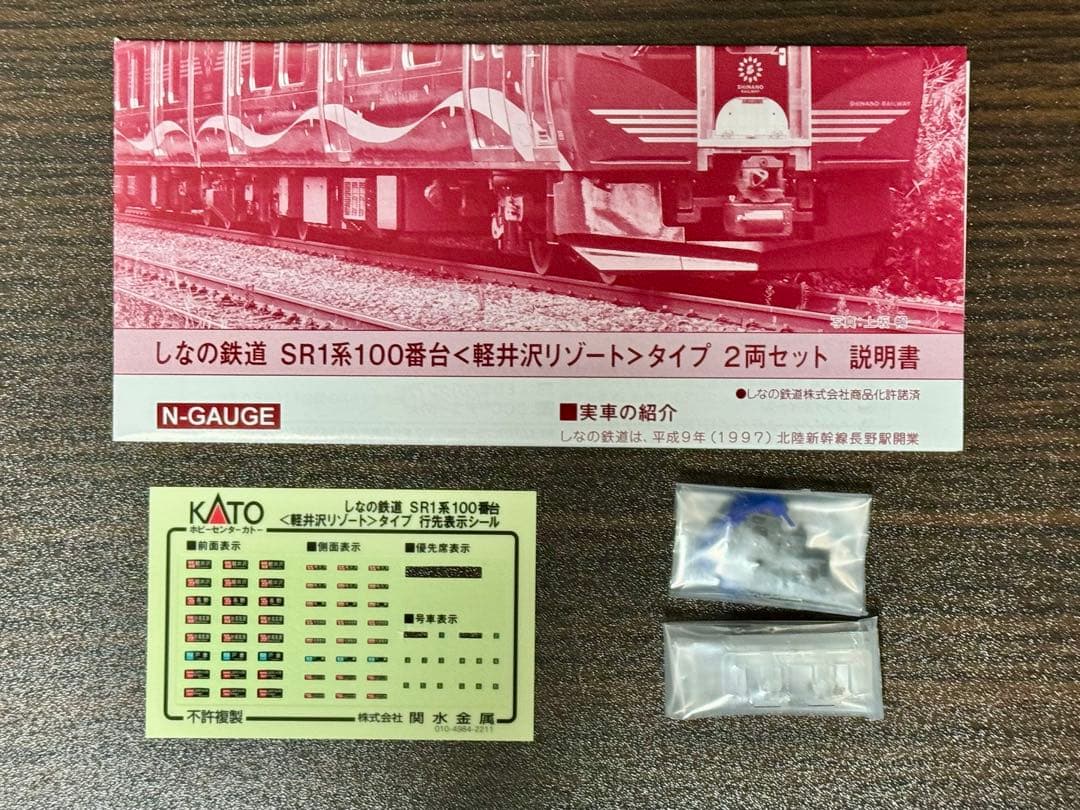 SHINANO
RAILWAY
SHINANO RAILWAY
しなの鉄道 SR1系100番台<軽井沢リゾート>タイプ 2両セット 説明書
●しなの鉄道株式会社商品化許諾済
N-GAUGE
■実車の紹介
しなの鉄道は、平成9年(1997)北陸新幹線長野駅開業
KATO
ホビーセンターカトー
しなの鉄道 SR1系100番台
<軽井沢リゾート>タイプ 行先表示シール
■前面表示
■側面表示
■優先席表示
■号車表示
不許複製
株式会社 関水金属
010-4984-2211